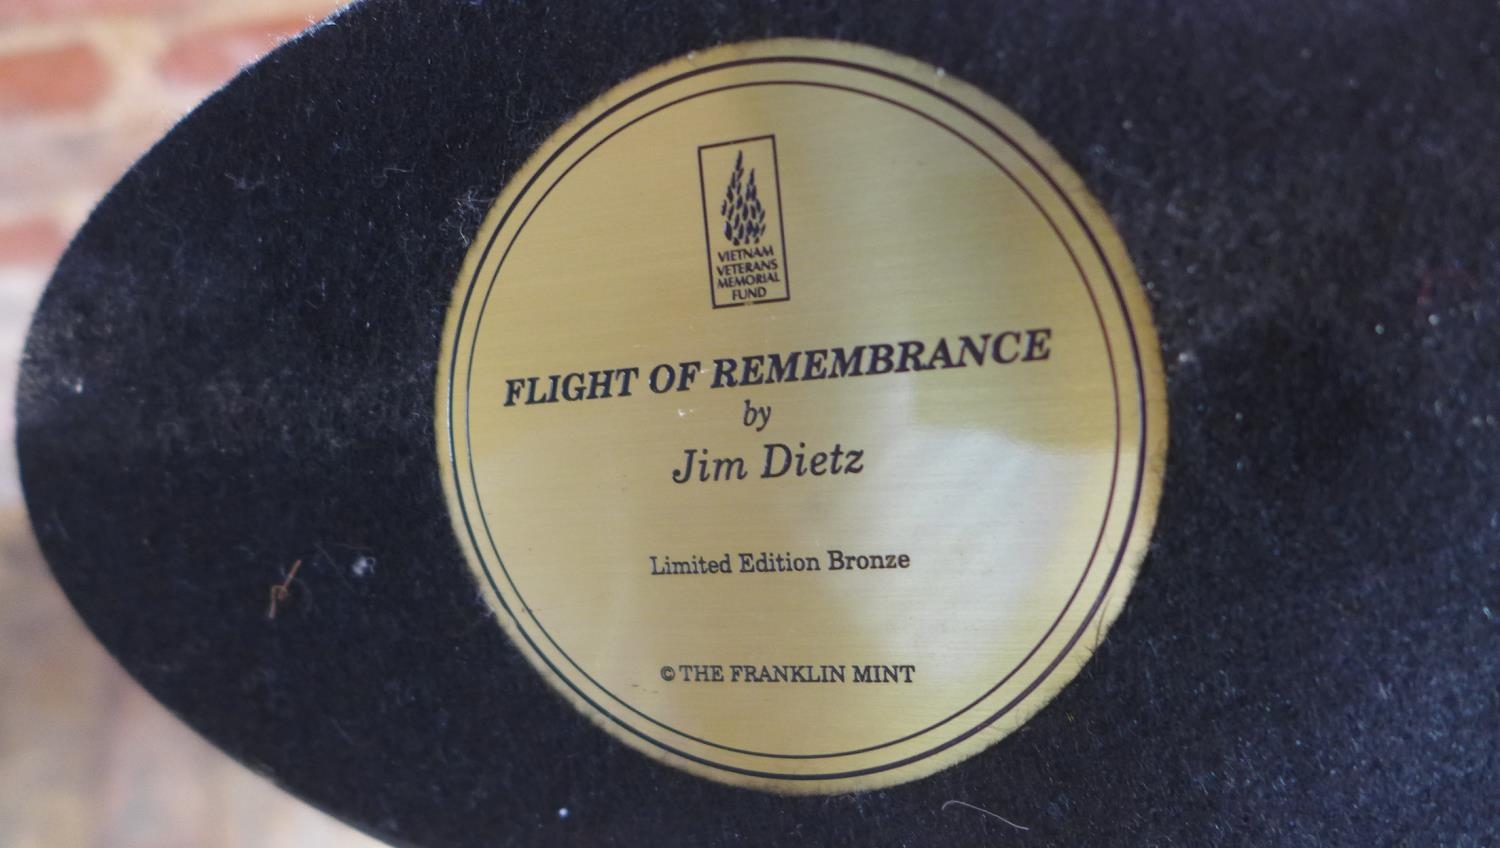 VIETNAM
VETERANS
MEMORIAL
FUND
FLIGHT OF REMEMBRANCE
by
Jim Dietz
Limited Edition Bronze
© THE FRANKLIN MINT